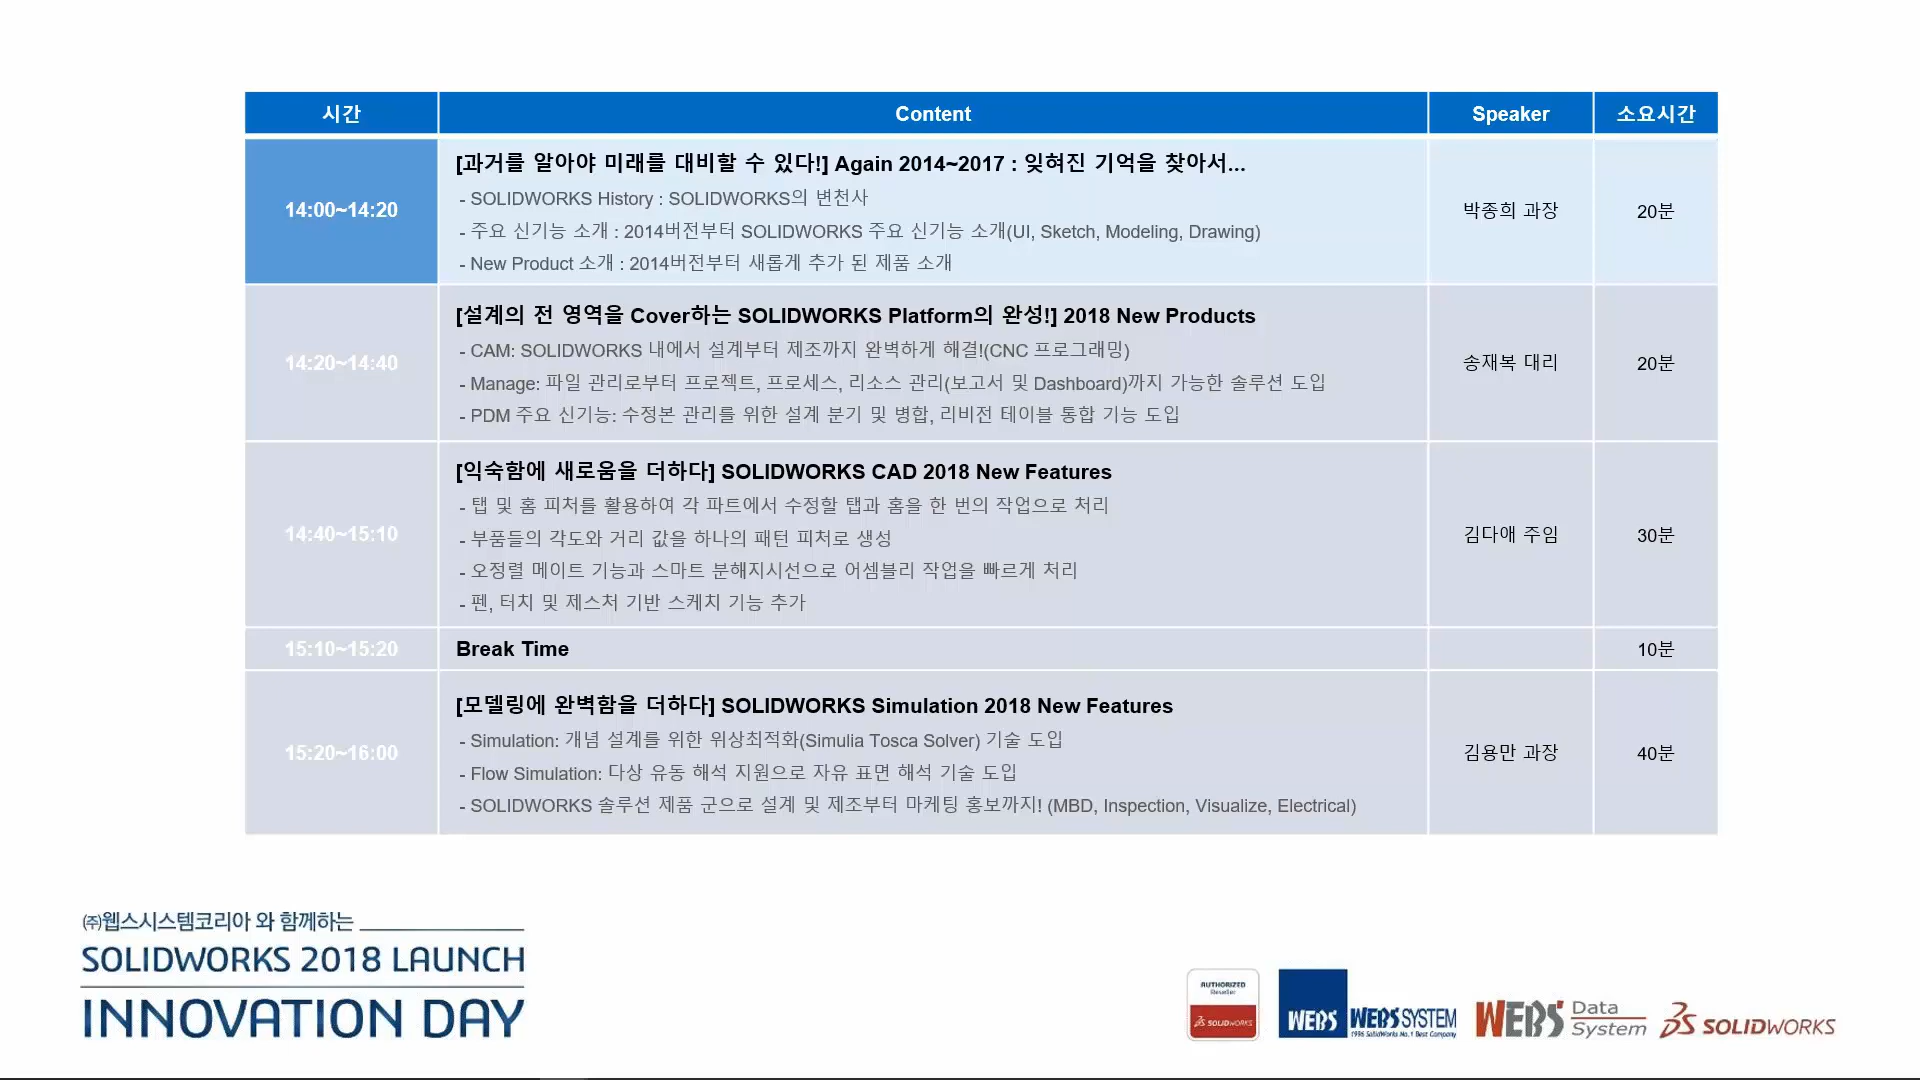 시간 Content Speaker 소요시간
14:00~14:20
[과거를 알아야 미래를 대비할 수 있다!] Again 2014~2017 : 잊혀진 기억을 찾아서...
- SOLIDWORKS History : SOLIDWORKS의 변천사
- 주요 신기능 소개 : 2014버전부터 SOLIDWORKS 주요 신기능 소개(UI, Sketch, Modeling, Drawing)
- New Product 소개 : 2014버전부터 새롭게 추가 된 제품 소개
박종희 과장
20분
14:20~14:40
[설계의 전 영역을 Cover하는 SOLIDWORKS Platform의 완성!] 2018 New Products
- CAM: SOLIDWORKS 내에서 설계부터 제조까지 완벽하게 해결!(CNC 프로그래밍)
- Manage: 파일 관리로부터 프로젝트, 프로세스, 리소스 관리(보고서 및 Dashboard)까지 가능한 솔루션 도입
- PDM 주요 신기능: 수정본 관리를 위한 설계 분기 및 병합, 리비전 테이블 통합 기능 도입
송재복 대리
20분
14:40~15:10
[익숙함에 새로움을 더하다] SOLIDWORKS CAD 2018 New Features
- 탭 및 홈 피처를 활용하여 각 파트에서 수정할 탭과 홈을 한 번의 작업으로 처리
- 부품들의 각도와 거리 값을 하나의 패턴 피처로 생성
- 오정렬 메이트 기능과 스마트 분해지시선으로 어셈블리 작업을 빠르게 처리
- 펜, 터치 및 제스처 기반 스케치 기능 추가
김다애 주임
30분
15:10~15:20
Break Time
10분
15:20~16:00
[모델링에 완벽함을 더하다] SOLIDWORKS Simulation 2018 New Features
- Simulation: 개념 설계를 위한 위상최적화(Simulia Tosca Solver) 기술 도입
- Flow Simulation: 다상 유동 해석 지원으로 자유 표면 해석 기술 도입
- SOLIDWORKS 솔루션 제품 군으로 설계 및 제조부터 마케팅 홍보까지! (MBD, Inspection, Visualize, Electrical)
김용만 과장
40분
㈜웹스시스템코리아 와 함께하는
SOLIDWORKS 2018 LAUNCH
INNOVATION DAY
AUTHORIZED
Reseller
SOLIDWORKS
WEBS
WEBS SYSTEM
1996 SolidWorks No.1 Best Company
WEBS Data
System
SOLIDWORKS